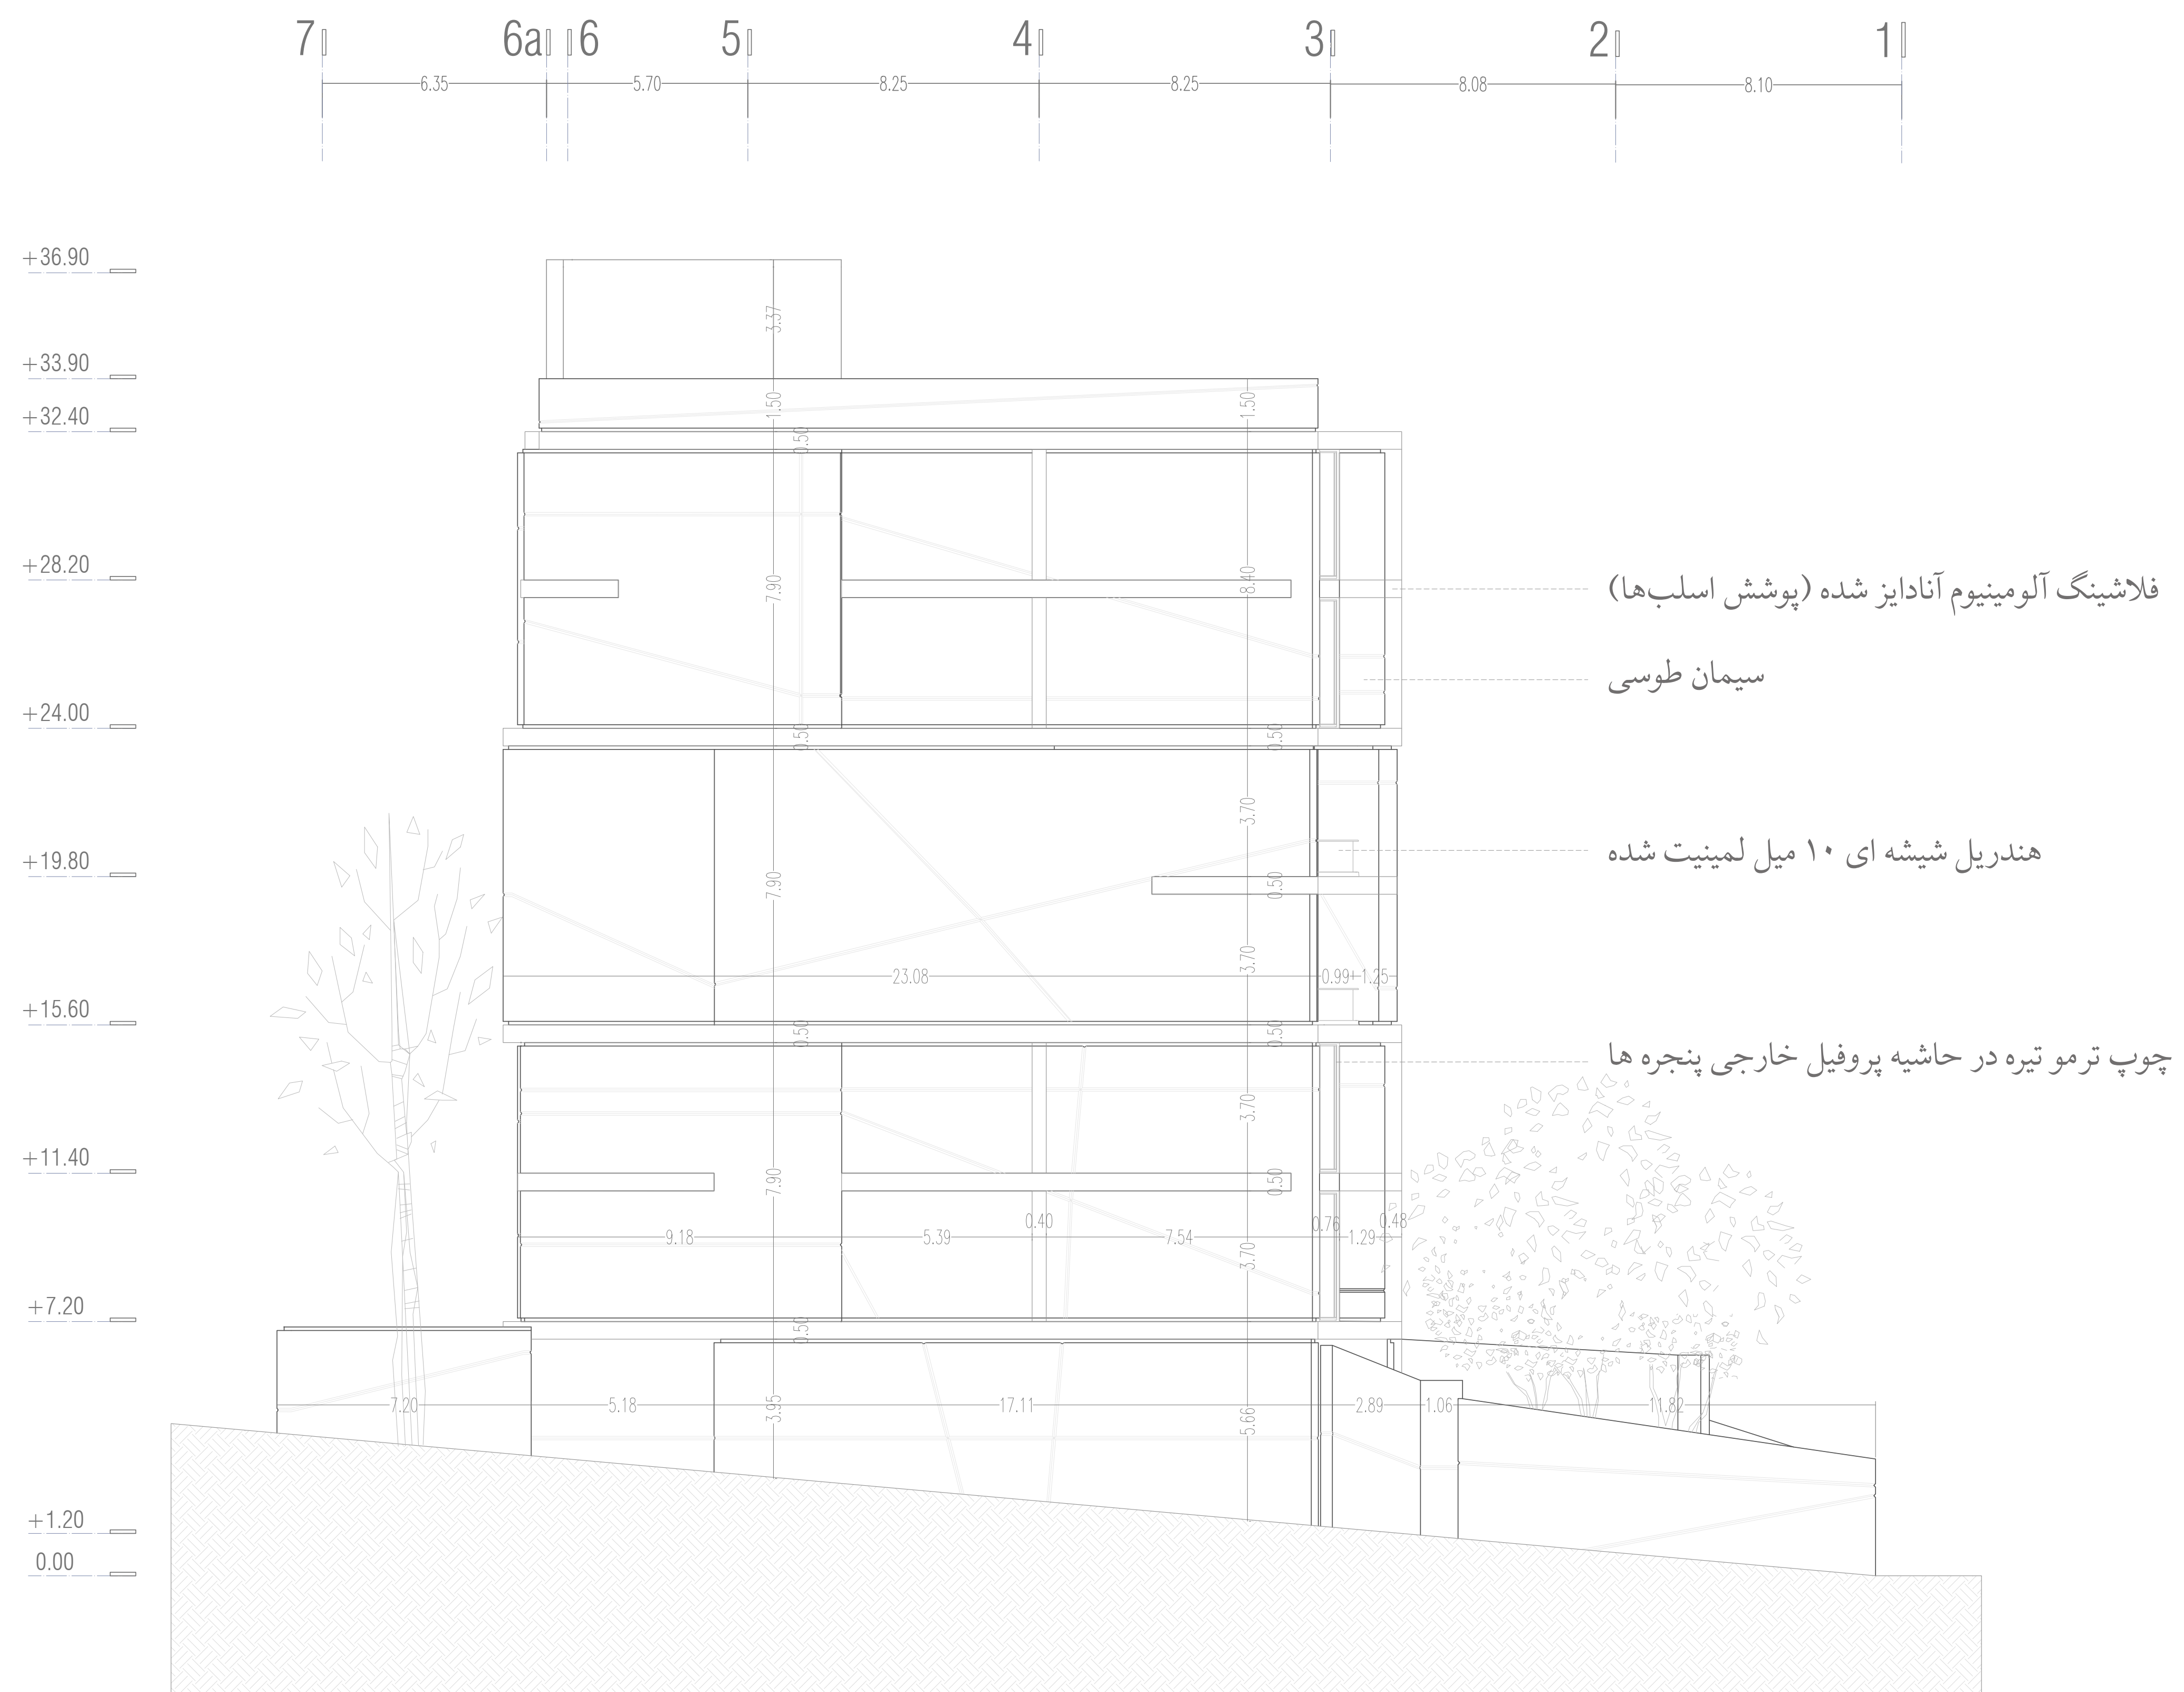 7 6a 6 5 4 3 2 1
6.35 5.70 8.25 8.25 8.08 8.10
+36.90
3.37
+33.90
1.50 1.50
+32.40
0.50
+28.20
7.90 8.40
فلاشینگ آلومینیوم آنادایز شده (پوشش اسلب‌ها)
سیمان طوسی
+24.00
0.50 0.50
3.70
+19.80
هندریل شیشه ای ۱۰ میل لمینیت شده
7.90 0.50
3.70
23.08 0.99 1.25
+15.60
0.50 0.50
چوپ ترمو تیره در حاشیه پروفیل خارجی پنجره ها
3.70
+11.40
7.90 0.50
0.40 0.76 0.48
9.18 5.39 7.54 1.29
3.70
+7.20
0.50
7.20 5.18 3.95 17.11 5.66 2.89 1.06 11.82
+1.20
0.00